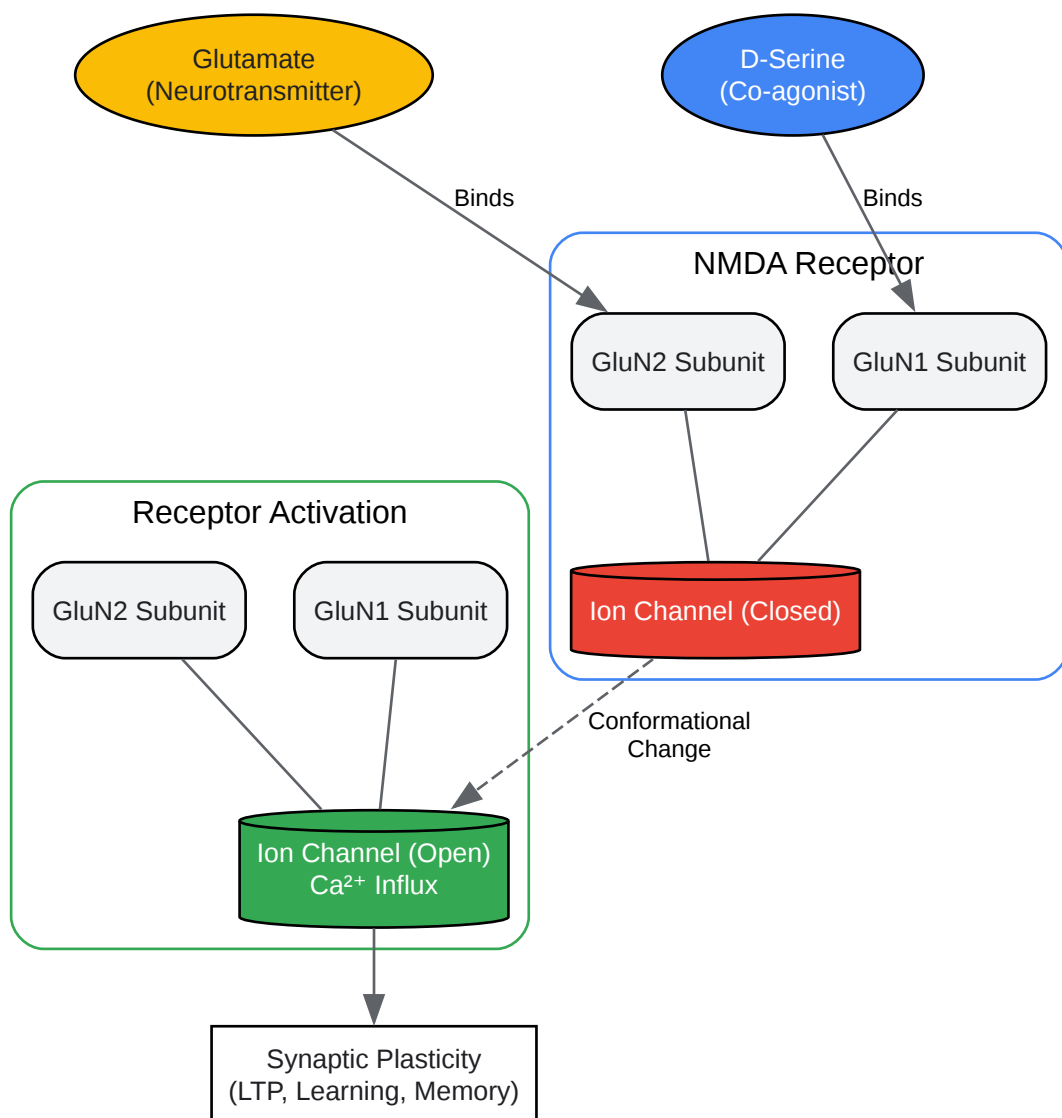 Glutamate
(Neurotransmitter)
D-Serine
(Co-agonist)
Binds
Binds
NMDA Receptor
GluN2 Subunit
GluN1 Subunit
Receptor Activation
GluN2 Subunit
GluN1 Subunit
Ion Channel (Closed)
Conformational
Change
Ion Channel (Open)
Ca²⁺ Influx
Synaptic Plasticity
(LTP, Learning, Memory)